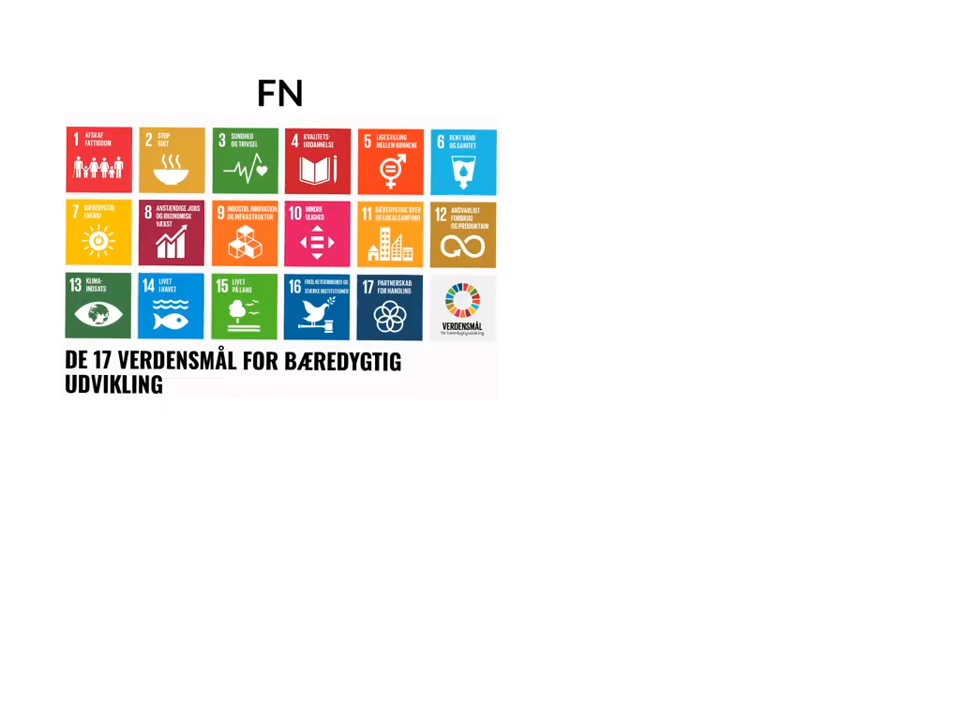 FN
1 AFSKAF
FATTIGDOM
2 STOP
SULT
3 SUNDHED
OG TRIVSEL
4 KVALITETS-
UDDANNELSE
5 LIGESTILLING
MELLEM KØNNENE
6 RENT VAND
OG SANITET
7 BÆREDYGTIG
ENERGI
8 ANSTÆNDIGE JOBS
OG ØKONOMISK
VÆKST
9 INDUSTRI, INNOVATION
OG INFRASTRUKTUR
10 MINDRE
ULIGHED
11 BÆREDYGTIGE BYER
OG LOKALSAMFUND
12 ANSVARLIGT
FORBRUG
OG PRODUKTION
13 KLIMA-
INDSATS
14 LIVET
I HAVET
15 LIVET
PÅ LAND
16 FRED, RETFÆRDIGHED OG
STÆRKE INSTITUTIONER
17 PARTNERSKAB
FOR HANDLING
VERDENSMÅL
for bæredygtig udvikling
DE 17 VERDENSMÅL FOR BÆREDYGTIG
UDVIKLING